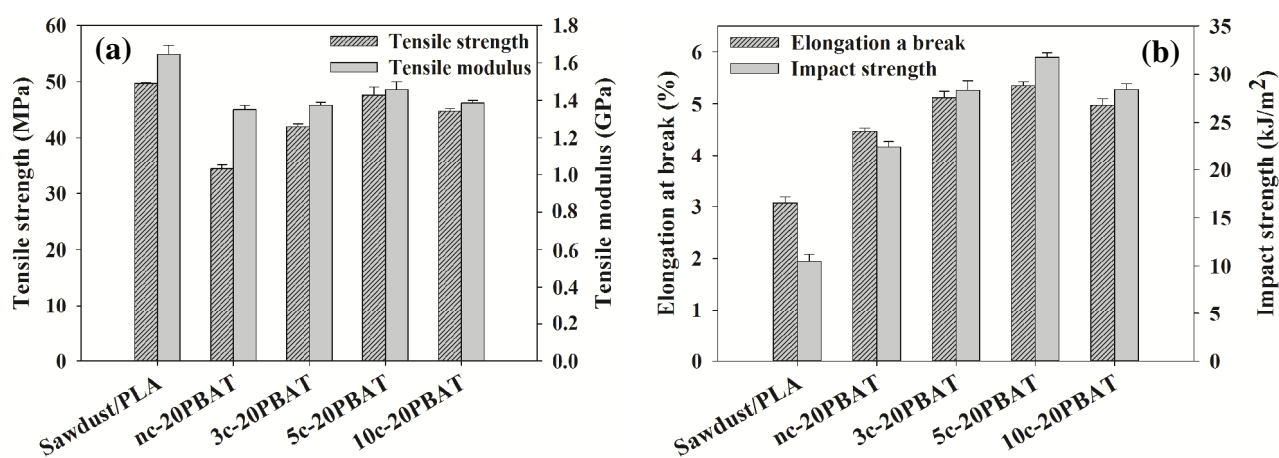 (a)
Tensile strength
Tensile modulus
Tensile strength (MPa)
60
50
40
30
20
10
0
Tensile modulus (GPa)
1.8
1.6
1.4
1.2
1.0
0.8
0.6
0.4
0.2
0.0
Sawdust/PLA
nc-20PBAT
3c-20PBAT
5c-20PBAT
10c-20PBAT
(b)
Elongation a break
Impact strength
Elongation at break (%)
6
5
4
3
2
1
0
Impact strength (kJ/m²)
35
30
25
20
15
10
5
0
Sawdust/PLA
nc-20PBAT
3c-20PBAT
5c-20PBAT
10c-20PBAT